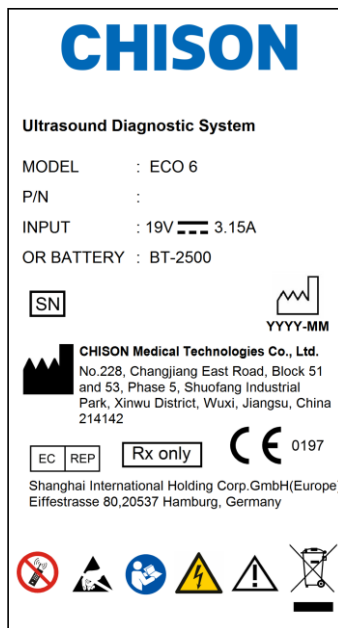 CHISON
Ultrasound Diagnostic System
MODEL : ECO 6
P/N :
INPUT : 19V 3.15A
OR BATTERY : BT-2500
SN
YYYY-MM
CHISON Medical Technologies Co., Ltd.
No.228, Changjiang East Road, Block 51
and 53, Phase 5, Shuofang Industrial
Park, Xinwu District, Wuxi, Jiangsu, China
214142
EC REP
Rx only
CE 0197
Shanghai International Holding Corp.GmbH(Europe)
Eiffestrasse 80,20537 Hamburg, Germany